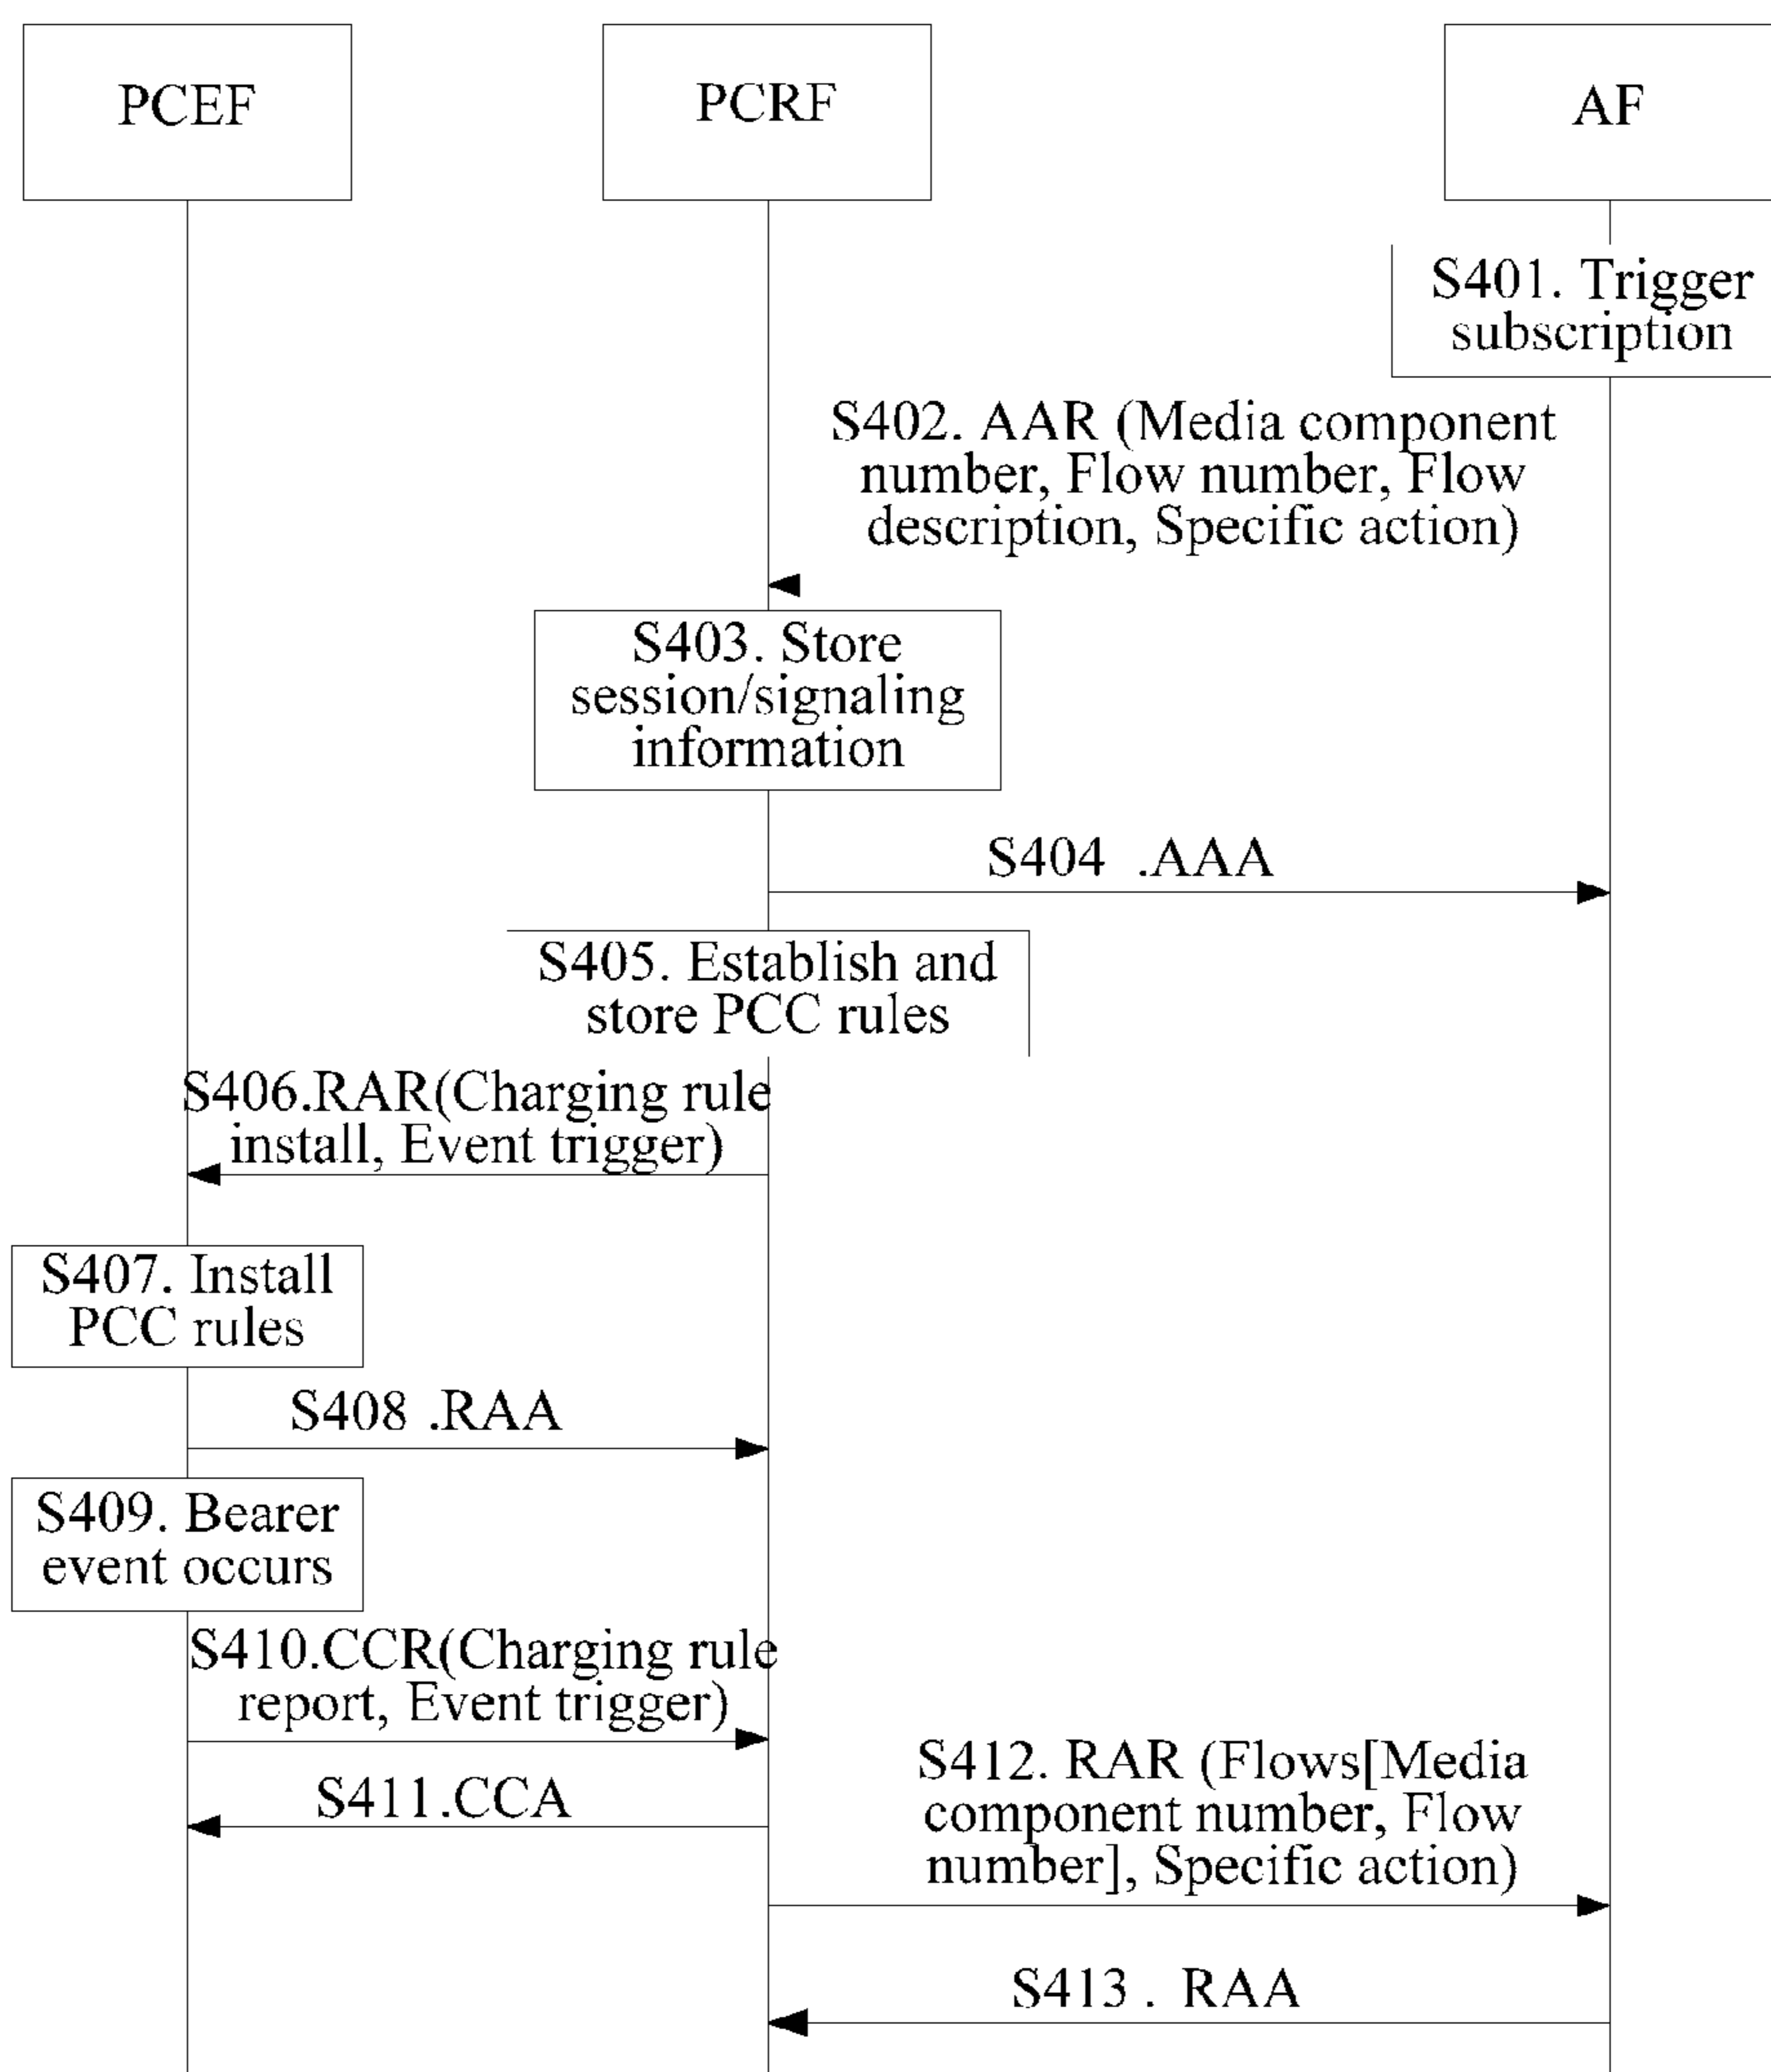 PCEF
PCRF
AF
S401. Trigger
subscription
S402. AAR (Media component
number, Flow number, Flow
description, Specific action)
S403. Store
session/signaling
information
S404 .AAA
S405. Establish and
store PCC rules
S406.RAR(Charging rule
install, Event trigger)
S407. Install
PCC rules
S408 .RAA
S409. Bearer
event occurs
S410.CCR(Charging rule
report, Event trigger)
S411.CCA
S412. RAR (Flows[Media
component number, Flow
number], Specific action)
S413 . RAA